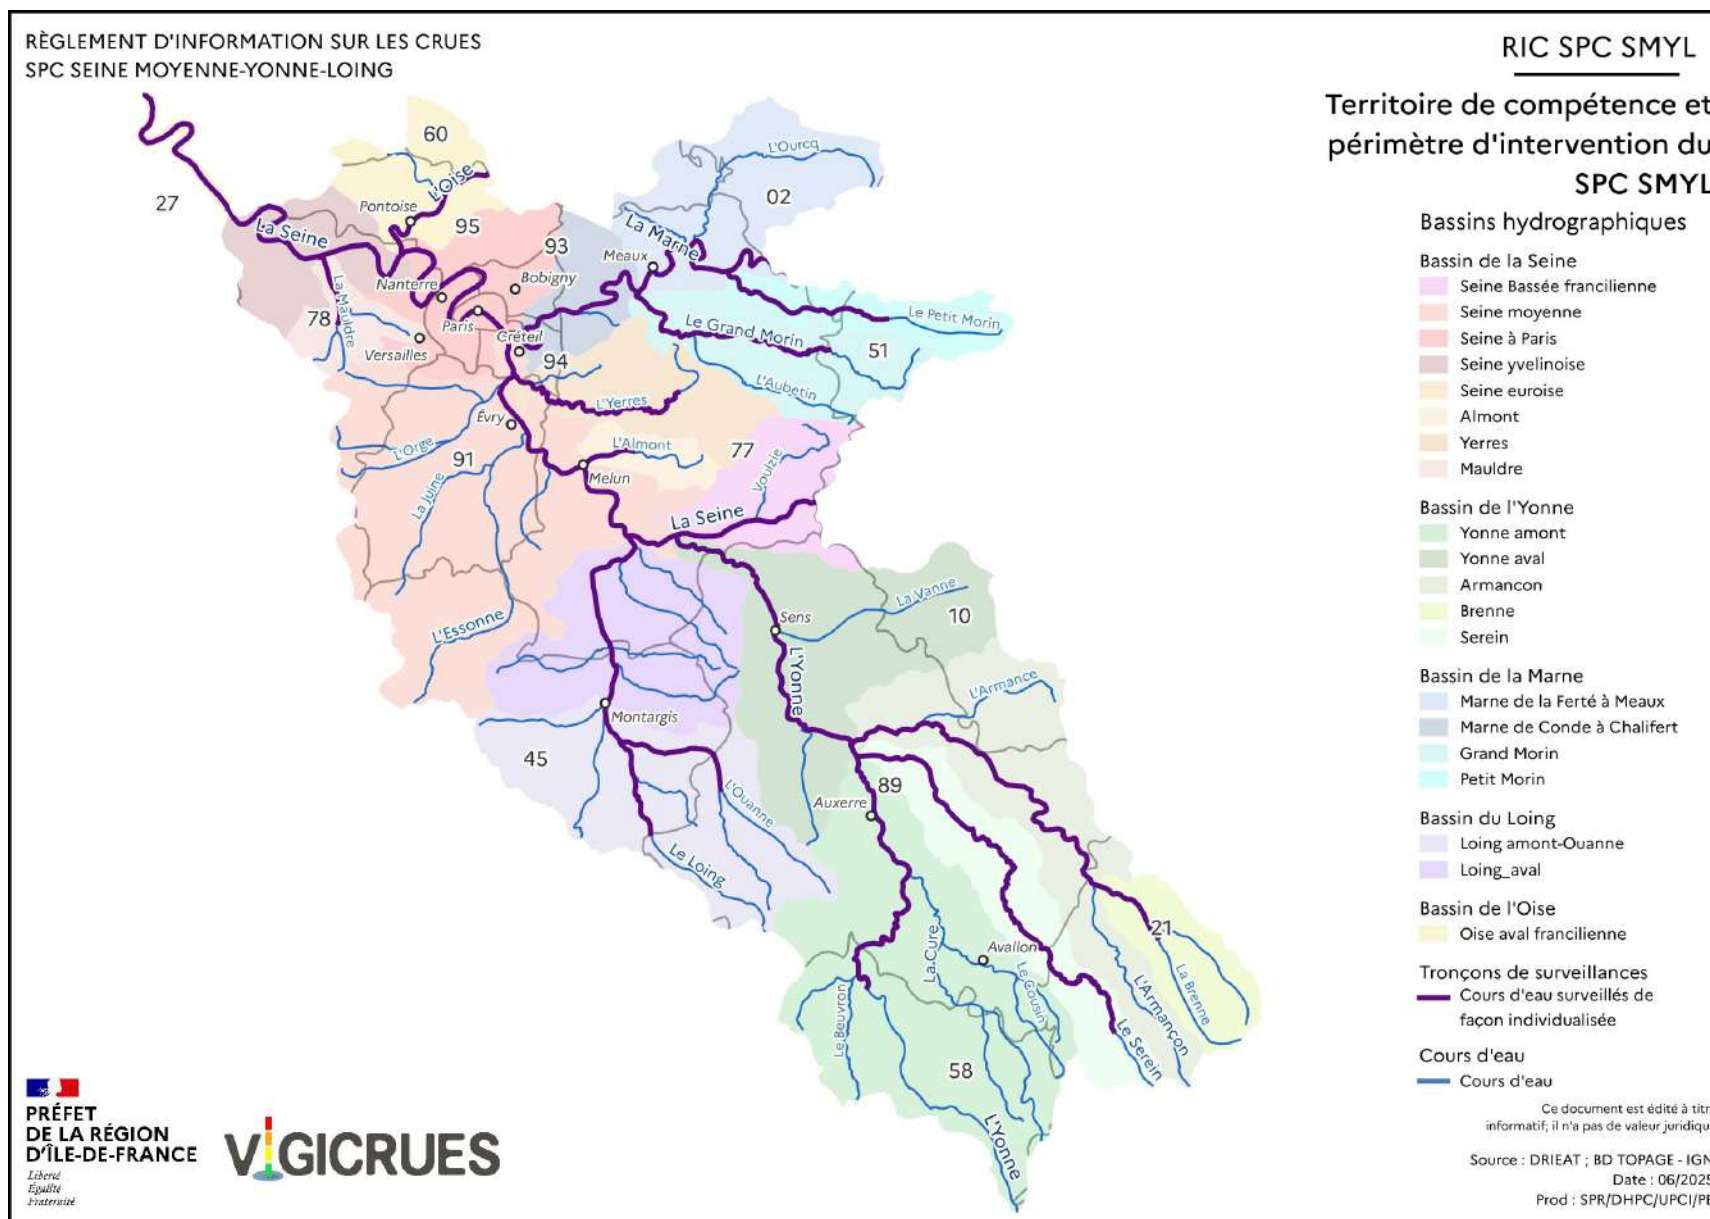 RÈGLEMENT D'INFORMATION SUR LES CRUES
SPC SEINE MOYENNE-YONNE-LOING
RIC SPC SMYL
Territoire de compétence et
périmètre d'intervention du
SPC SMYL
Bassins hydrographiques
Bassin de la Seine
Seine Bassée francilienne
Seine moyenne
Seine à Paris
Seine yvelinoise
Seine euroise
Almont
Yerres
Mauldre
Bassin de l'Yonne
Yonne amont
Yonne aval
Armancon
Brenne
Serein
Bassin de la Marne
Marne de la Ferté à Meaux
Marne de Conde à Chalifert
Grand Morin
Petit Morin
Bassin du Loing
Loing amont-Ouanne
Loing_aval
Bassin de l'Oise
Oise aval francilienne
Tronçons de surveillances
Cours d'eau surveillés de
façon individualisée
Cours d'eau
Cours d'eau
Ce document est édité à titr
informatif; il n'a pas de valeur juridiqu
Source : DRIEAT ; BD TOPAGE - IGN
Date : 06/2025
Prod : SPR/DHPC/UPCI/PE
60
L'Oise
L'Ourcq
02
27
Pontoise
95
La Seine
93
La Marne
Meaux
Nanterre
Bobigny
La Mauldre
78
Paris
Créteil
Versailles
94
Le Grand Morin
Le Petit Morin
51
L'Aubetin
L'Yerres
Évry
L'Orge
91
L'Almont
77
Voulzie
La Juine
Melun
La Seine
L'Essonne
Sens
La Vanne
10
L'Yonne
L'Armance
Montargis
45
89
Auxerre
L'Ouanne
Le Loing
21
La Cure
Avallon
Le Cousin
La Brenne
L'Armançon
Le Beuvron
Le Serein
58
L'Yonne
PRÉFET
DE LA RÉGION
D'ÎLE-DE-FRANCE
Liberté
Égalité
Fraternité
VIGICRUES